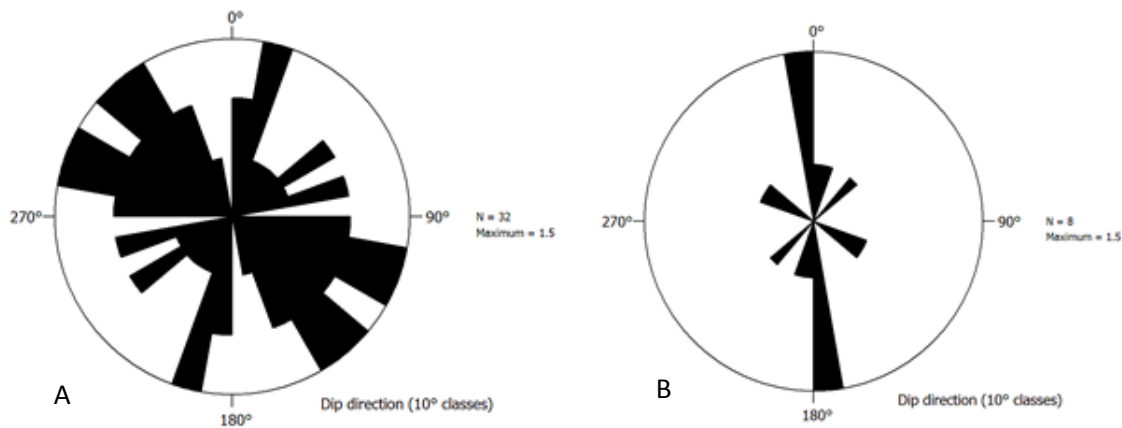 0°
270°
90°
N = 32
Maximum = 1.5
A
Dip direction (10° classes)
180°
0°
270°
90°
N = 8
Maximum = 1.5
B
Dip direction (10° classes)
180°